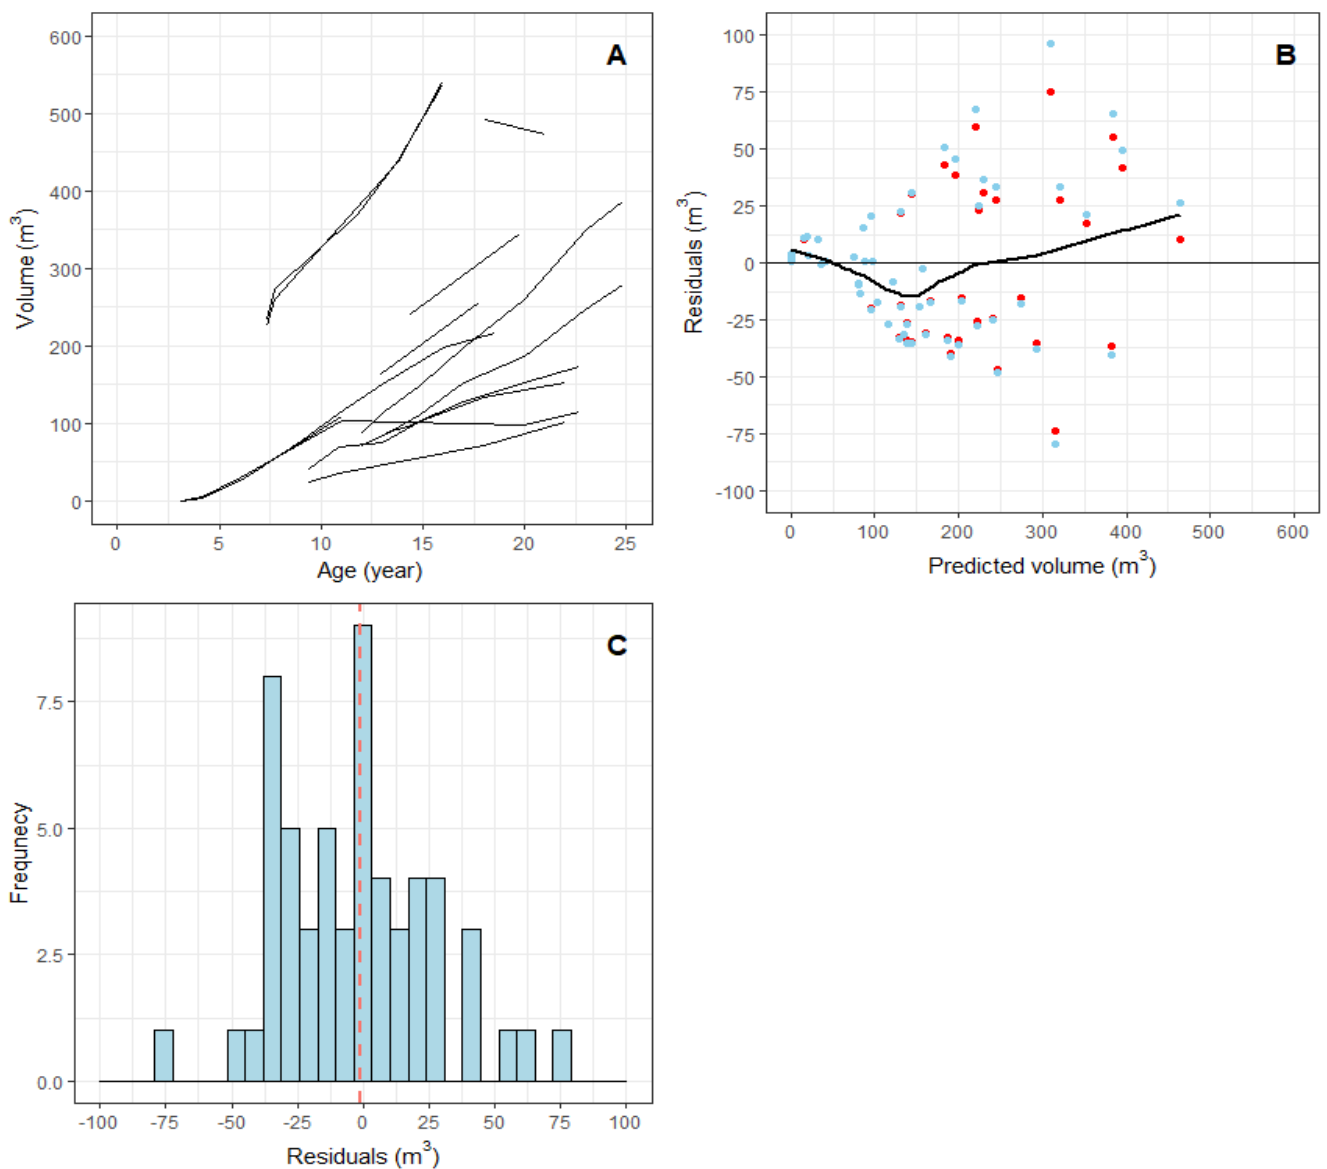 A
600
500
400
300
200
100
0
Volume (m³)
0 5 10 15 20 25
Age (year)
B
100
75
50
25
0
-25
-50
-75
-100
Residuals (m³)
0 100 200 300 400 500 600
Predicted volume (m³)
C
7.5
5.0
2.5
0.0
Frequnecy
-100 -75 -50 -25 0 25 50 75 100
Residuals (m³)